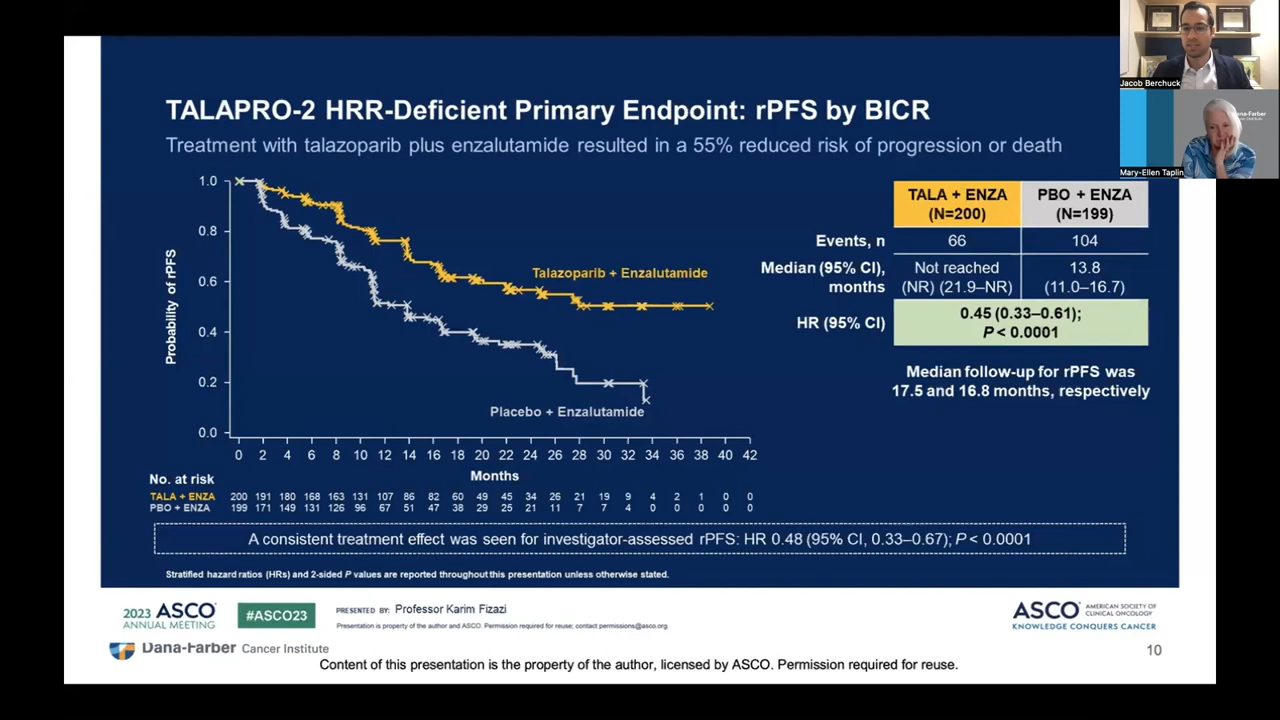 Jacob Berchuck
Mary-Ellen Taplin
TALAPRO-2 HRR-Deficient Primary Endpoint: rPFS by BICR
Treatment with talazoparib plus enzalutamide resulted in a 55% reduced risk of progression or death
TALA + ENZA
(N=200)
PBO + ENZA
(N=199)
Events, n 66 104
Median (95% CI),
months
Not reached
(NR) (21.9–NR)
13.8
(11.0–16.7)
HR (95% CI)
0.45 (0.33–0.61);
P < 0.0001
Median follow-up for rPFS was
17.5 and 16.8 months, respectively
Probability of rPFS
1.0
0.8
0.6
0.4
0.2
0.0
Talazoparib + Enzalutamide
Placebo + Enzalutamide
0 2 4 6 8 10 12 14 16 18 20 22 24 26 28 30 32 34 36 38 40 42
Months
No. at risk
TALA + ENZA 200 191 180 168 163 131 107 86 82 60 49 45 34 26 21 19 9 4 2 1 0 0
PBO + ENZA 199 171 149 131 126 96 67 51 47 38 29 25 21 11 7 7 4 0 0 0 0 0
A consistent treatment effect was seen for investigator-assessed rPFS: HR 0.48 (95% CI, 0.33–0.67); P < 0.0001
Stratified hazard ratios (HRs) and 2-sided P values are reported throughout this presentation unless otherwise stated.
2023 ASCO
ANNUAL MEETING
#ASCO23
PRESENTED BY: Professor Karim Fizazi
Presentation is property of the author and ASCO. Permission required for reuse; contact permissions@asco.org.
ASCO AMERICAN SOCIETY OF
CLINICAL ONCOLOGY
KNOWLEDGE CONQUERS CANCER
Dana-Farber Cancer Institute
10
Content of this presentation is the property of the author, licensed by ASCO. Permission required for reuse.